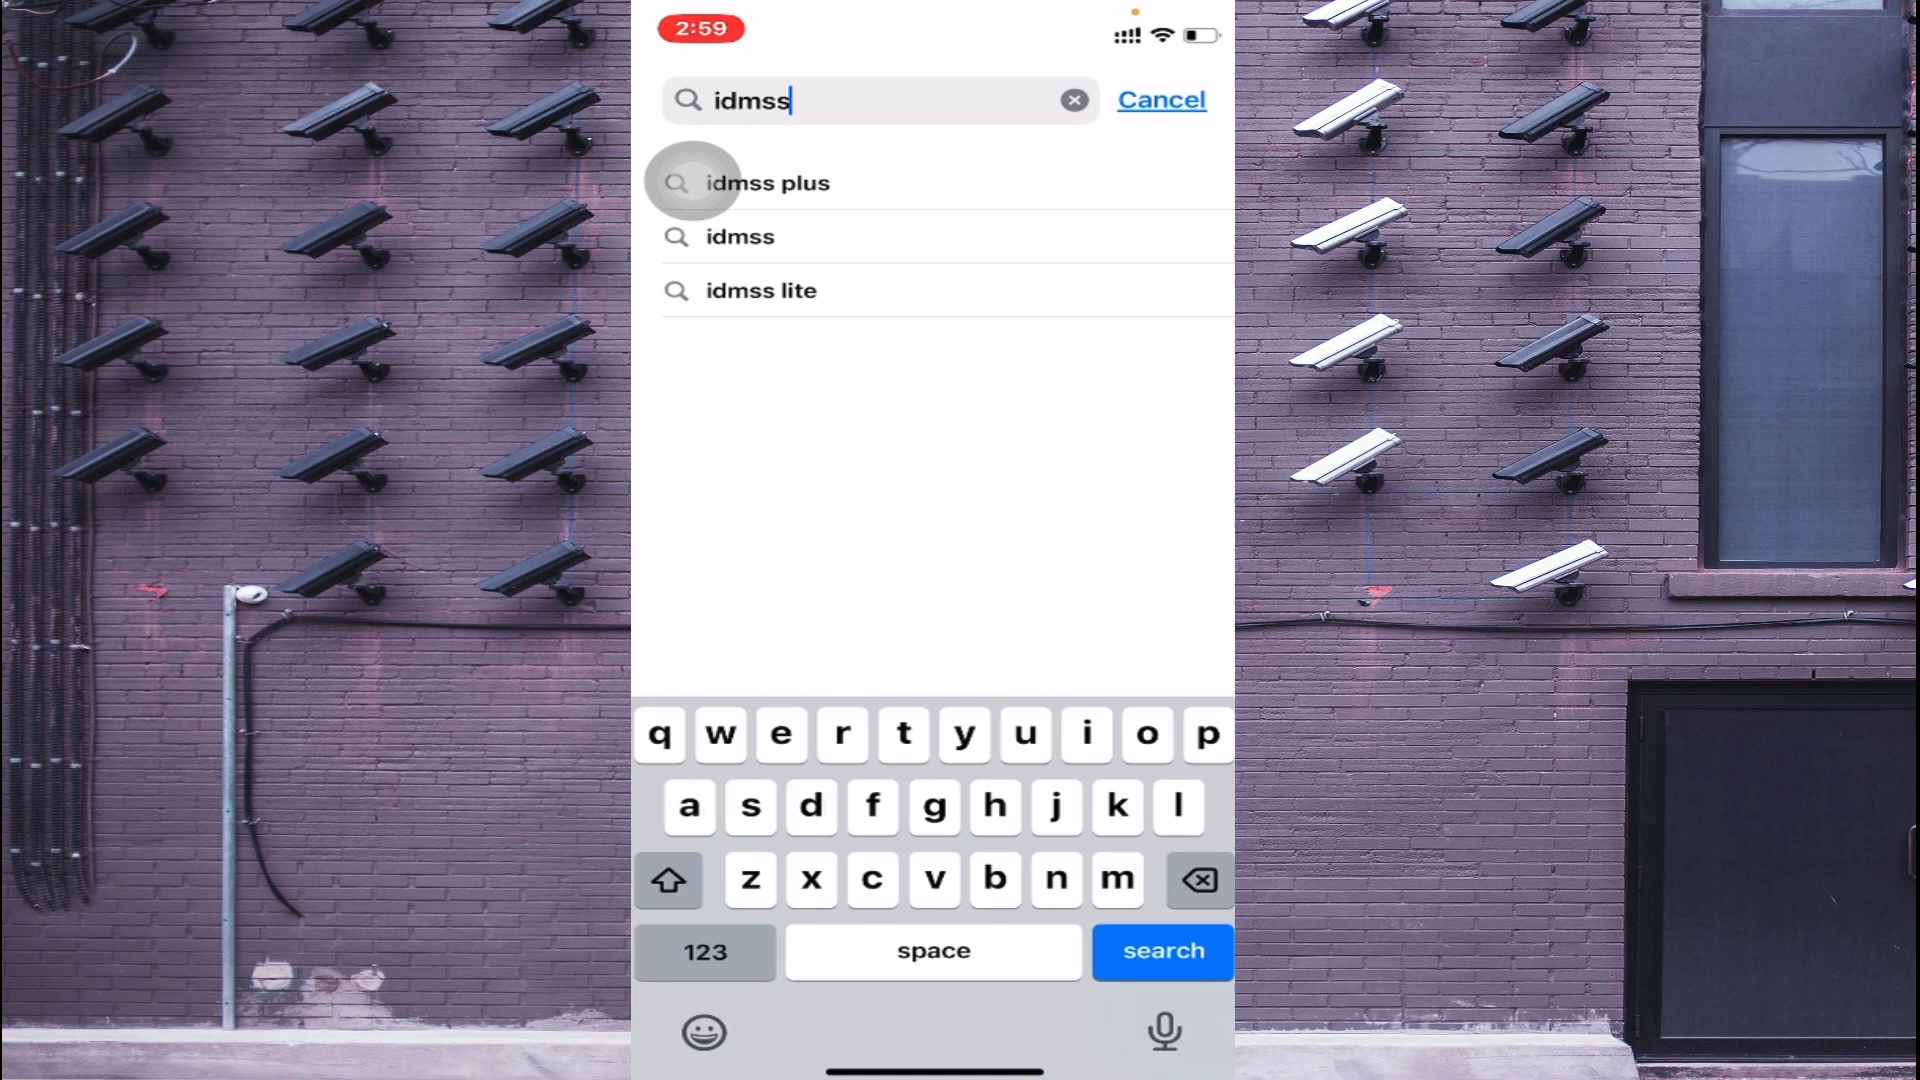 2:59
idmss
Cancel
idmss plus
idmss
idmss lite
q w e r t y u i o p
a s d f g h j k l
z x c v b n m
123 space search